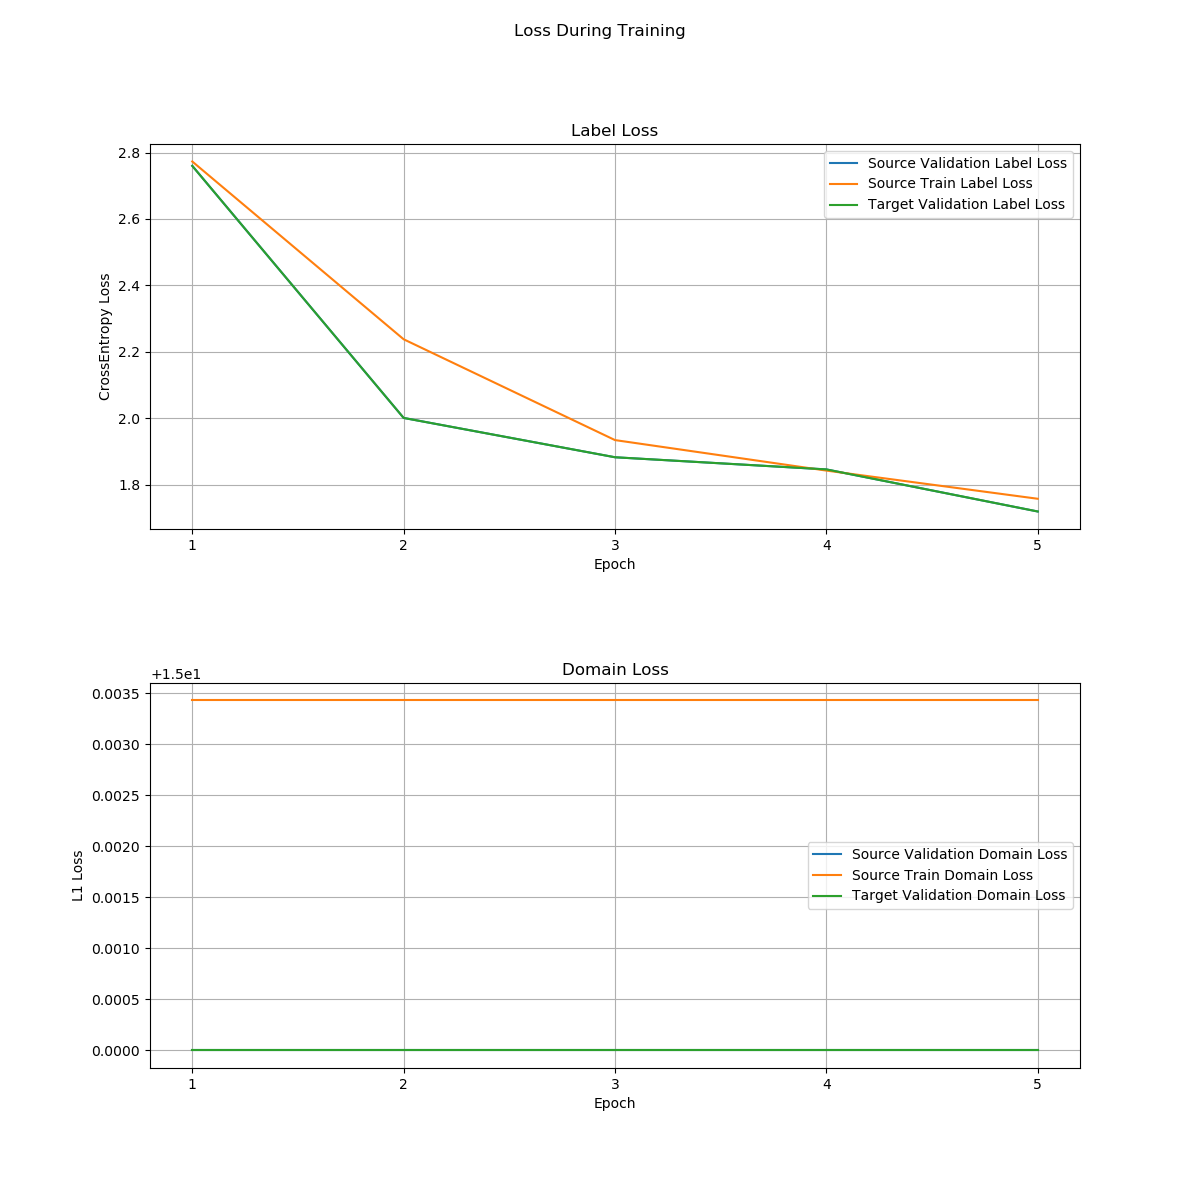 Loss During Training
Label Loss
2.8
2.6
2.4
2.2
2.0
1.8
CrossEntropy Loss
Source Validation Label Loss
Source Train Label Loss
Target Validation Label Loss
1 2 3 4 5
Epoch
Domain Loss
+1.5e1
0.0035
0.0030
0.0025
0.0020
0.0015
0.0010
0.0005
0.0000
L1 Loss
Source Validation Domain Loss
Source Train Domain Loss
Target Validation Domain Loss
1 2 3 4 5
Epoch